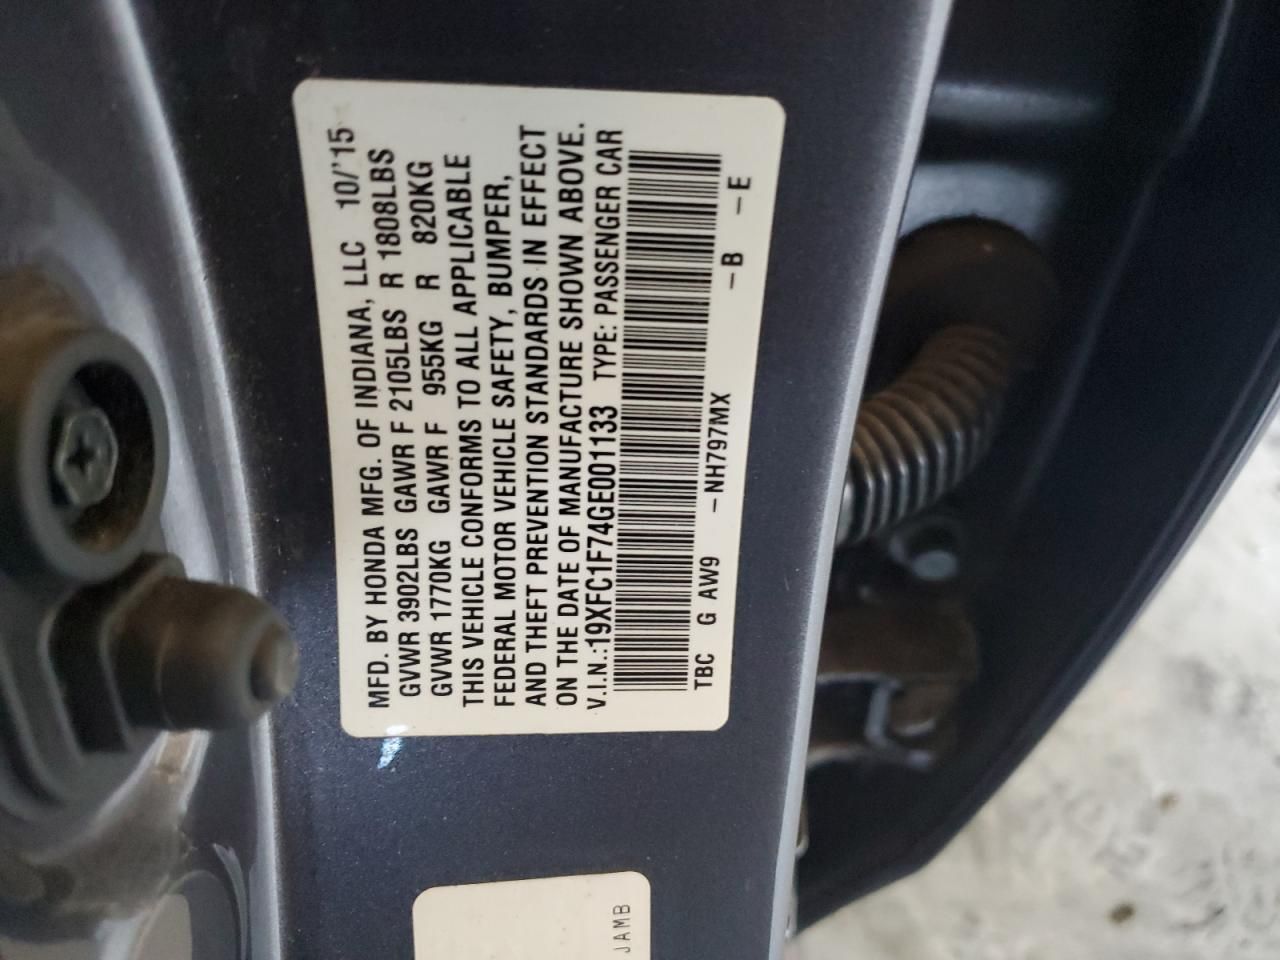 MFD. BY HONDA MFG. OF INDIANA, LLC 10/'15
GVWR 3902LBS GAWR F 2105LBS R 1808LBS
GVWR 1770KG GAWR F 955KG R 820KG
THIS VEHICLE CONFORMS TO ALL APPLICABLE
FEDERAL MOTOR VEHICLE SAFETY, BUMPER,
AND THEFT PREVENTION STANDARDS IN EFFECT
ON THE DATE OF MANUFACTURE SHOWN ABOVE.
V.I.N.:19XFC1F74GE001133 TYPE: PASSENGER CAR
TBC G AW9 -NH797MX -B -E
JAMB